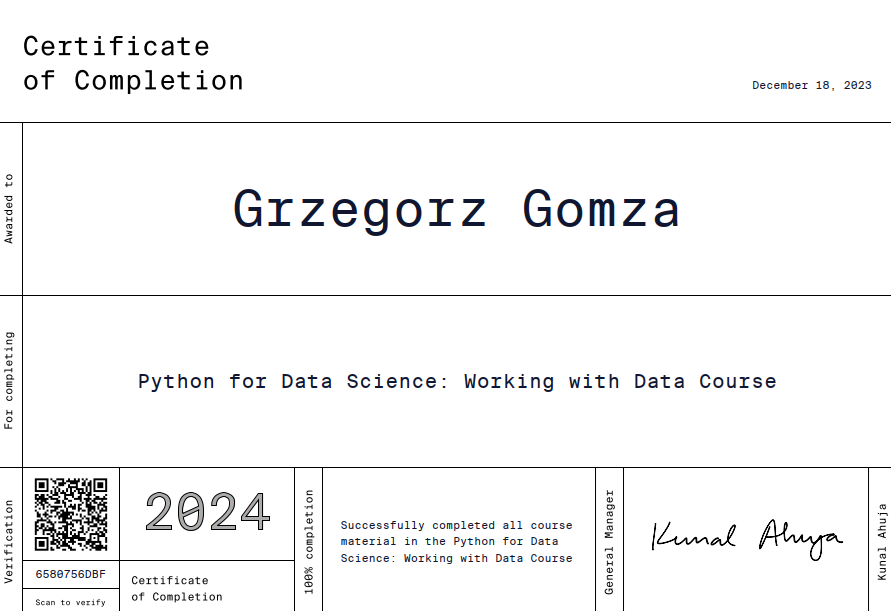 Certificate
of Completion
December 18, 2023
Awarded to
Grzegorz Gomza
For completing
Python for Data Science: Working with Data Course
Verification
6580756DBF
Scan to verify
2024
Certificate
of Completion
100% completion
Successfully completed all course
material in the Python for Data
Science: Working with Data Course
General Manager
Kunal Ahuja
Kunal Ahuja